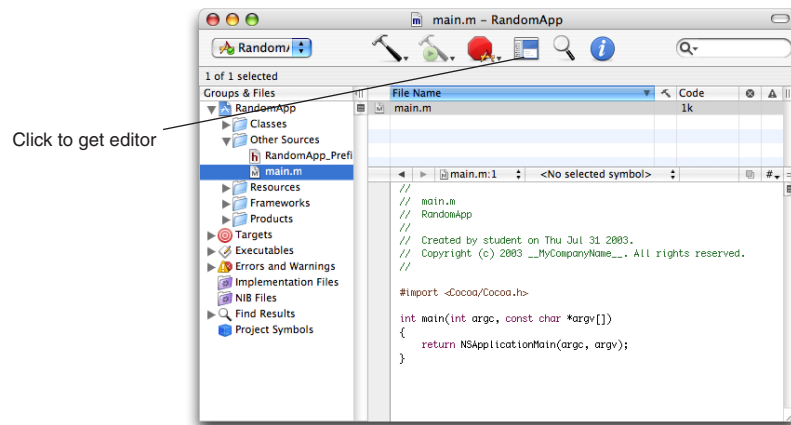 main.m – RandomApp
Random/
1 of 1 selected
Groups & Files
File Name
Code
RandomApp
main.m
1k
Click to get editor
Classes
Other Sources
RandomApp_Prefi
main.m
Resources
Frameworks
Products
Targets
Executables
Errors and Warnings
Implementation Files
NIB Files
Find Results
Project Symbols
main.m:1
<No selected symbol>
#
//
// main.m
// RandomApp
//
// Created by student on Thu Jul 31 2003.
// Copyright (c) 2003 __MyCompanyName__. All rights reserved.
//
#import <Cocoa/Cocoa.h>
int main(int argc, const char *argv[])
{
return NSApplicationMain(argc, argv);
}